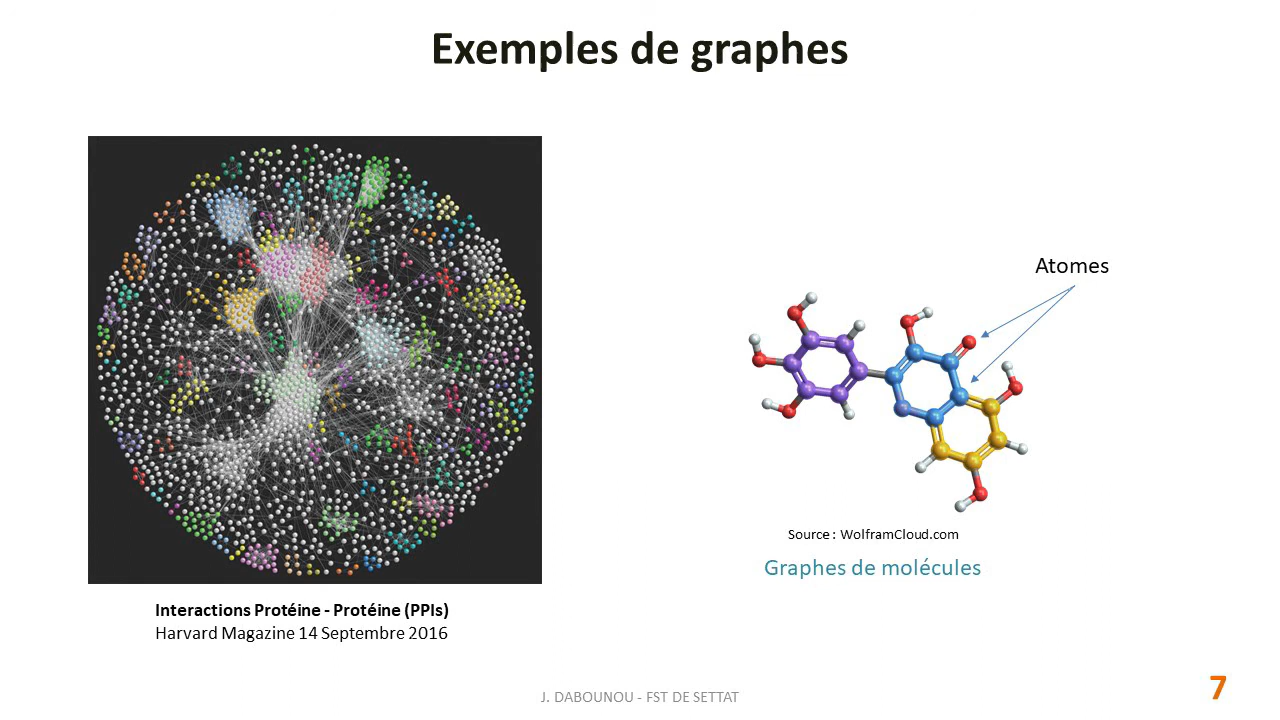 Exemples de graphes
Atomes
Source : WolframCloud.com
Graphes de molécules
Interactions Protéine - Protéine (PPIs)
Harvard Magazine 14 Septembre 2016
J. DABOUNOU - FST DE SETTAT
7